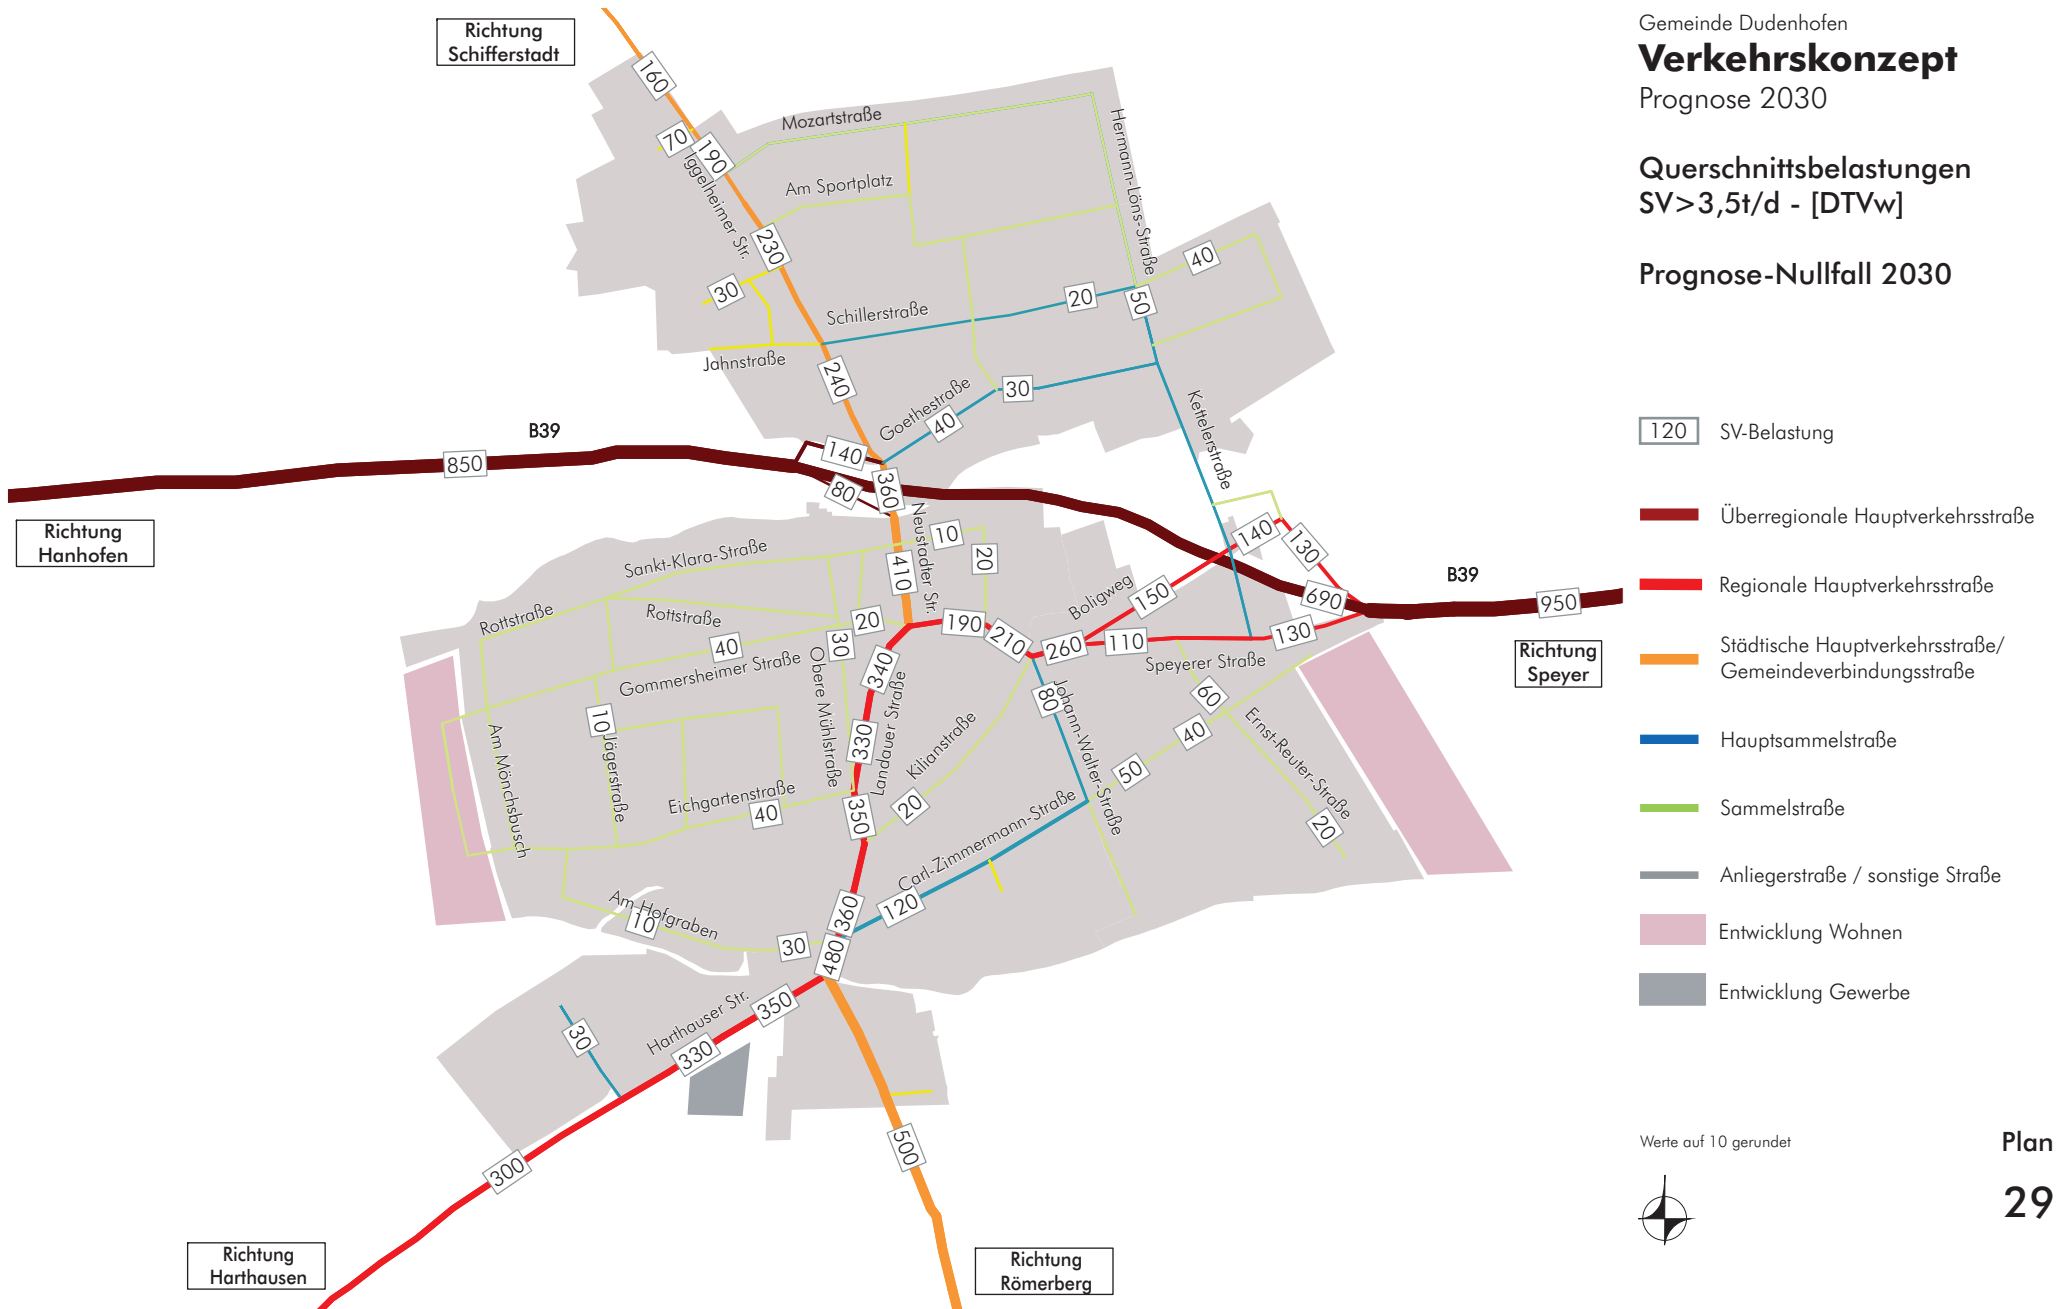 Gemeinde Dudenhofen
Verkehrskonzept
Prognose 2030
Querschnittsbelastungen
SV>3,5t/d - [DTVw]
Prognose-Nullfall 2030
120 SV-Belastung
Überregionale Hauptverkehrsstraße
Regionale Hauptverkehrsstraße
Städtische Hauptverkehrsstraße/
Gemeindeverbindungsstraße
Hauptsammelstraße
Sammelstraße
Anliegerstraße / sonstige Straße
Entwicklung Wohnen
Entwicklung Gewerbe
Werte auf 10 gerundet
Plan
29
Richtung
Schifferstadt
160
70
190
Iggelheimer Str.
Mozartstraße
Hermann-Löns-Straße
Am Sportplatz
230
30
40
20
50
Schillerstraße
Jahnstraße
240
Goethestraße
30
40
Kettelerstraße
B39
850
140
80
360
Richtung
Hanhofen
Neustadter Str.
10
20
410
Sankt-Klara-Straße
140
130
B39
690
950
Richtung
Speyer
Boligweg
150
Rottstraße
Rottstraße
20
30
190
210
260
110
130
Speyerer Straße
40
Gommersheimer Straße
340
Obere Mühlstraße
Landauer Straße
80
Johann-Walter-Straße
60
40
Ernst-Reuter-Straße
10
Jägerstraße
Am Mönchsbusch
330
Kilianstraße
50
Eichgartenstraße
40
350
20
20
Carl-Zimmermann-Straße
Am Hofgraben
10
30
360
120
480
Harthauser Str.
350
30
330
500
300
Richtung
Harthausen
Richtung
Römerberg